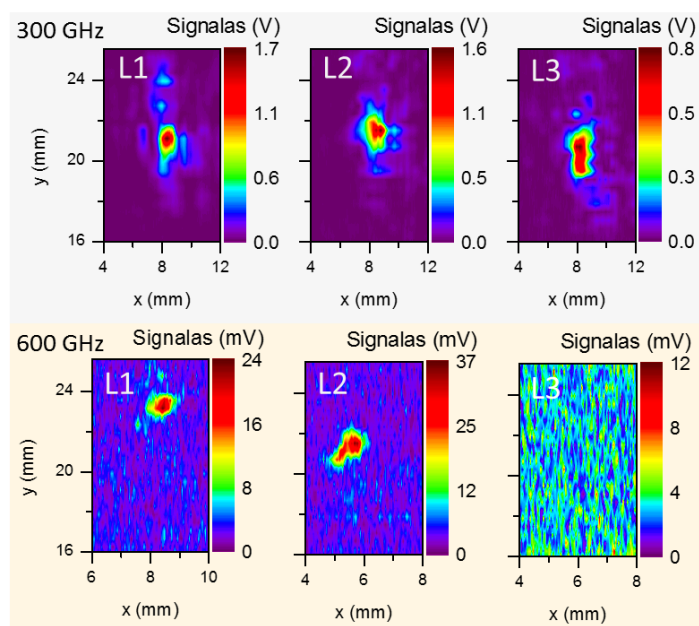 300 GHz
Signalas (V) Signalas (V) Signalas (V)
L1 L2 L3
24 20 16
y (mm)
1.7 1.1 0.6 0.0
1.6 1.1 0.5 0.0
0.8 0.5 0.3 0.0
4 8 12 4 8 12 4 8 12
x (mm) x (mm) x (mm)
600 GHz
Signalas (mV) Signalas (mV) Signalas (mV)
L1 L2 L3
24 20 16
y (mm)
24 16 8 0
37 25 12 0
12 8 4 0
6 8 10 4 6 8 4 6 8
x (mm) x (mm) x (mm)